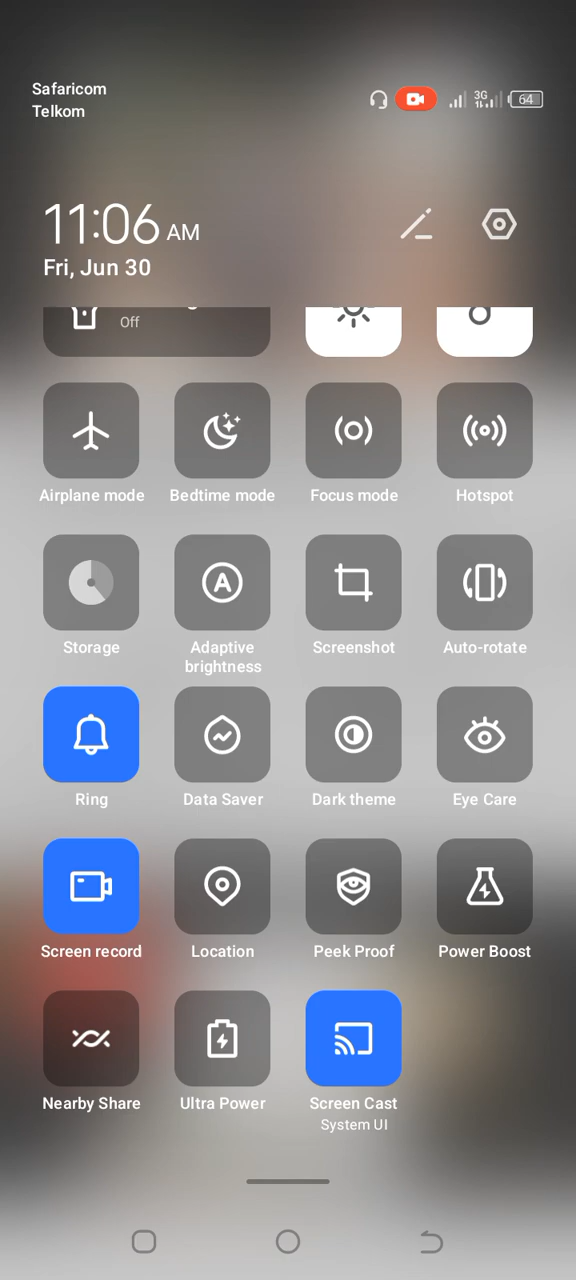 Safaricom
Telkom
3G
64
11:06 AM
Fri, Jun 30
Off
Airplane mode
Bedtime mode
Focus mode
Hotspot
A
Storage
Adaptive
brightness
Screenshot
Auto-rotate
Ring
Data Saver
Dark theme
Eye Care
Screen record
Location
Peek Proof
Power Boost
Nearby Share
Ultra Power
Screen Cast
System UI